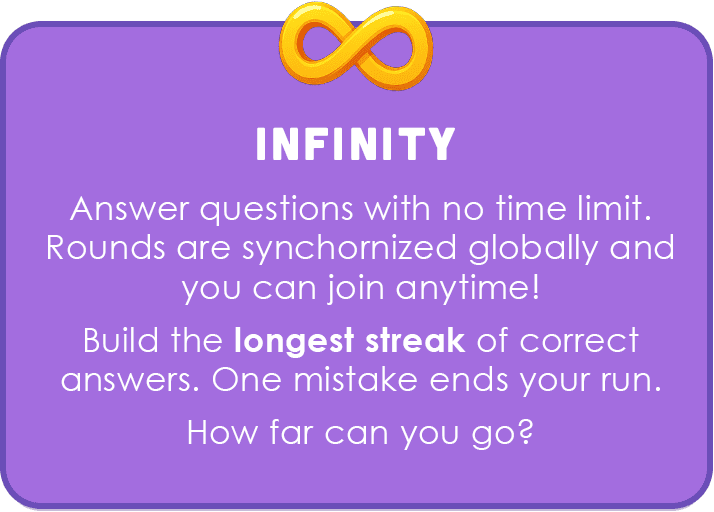 INFINITY
Answer questions with no time limit.
Rounds are synchornized globally and
you can join anytime!
Build the longest streak of correct
answers. One mistake ends your run.
How far can you go?